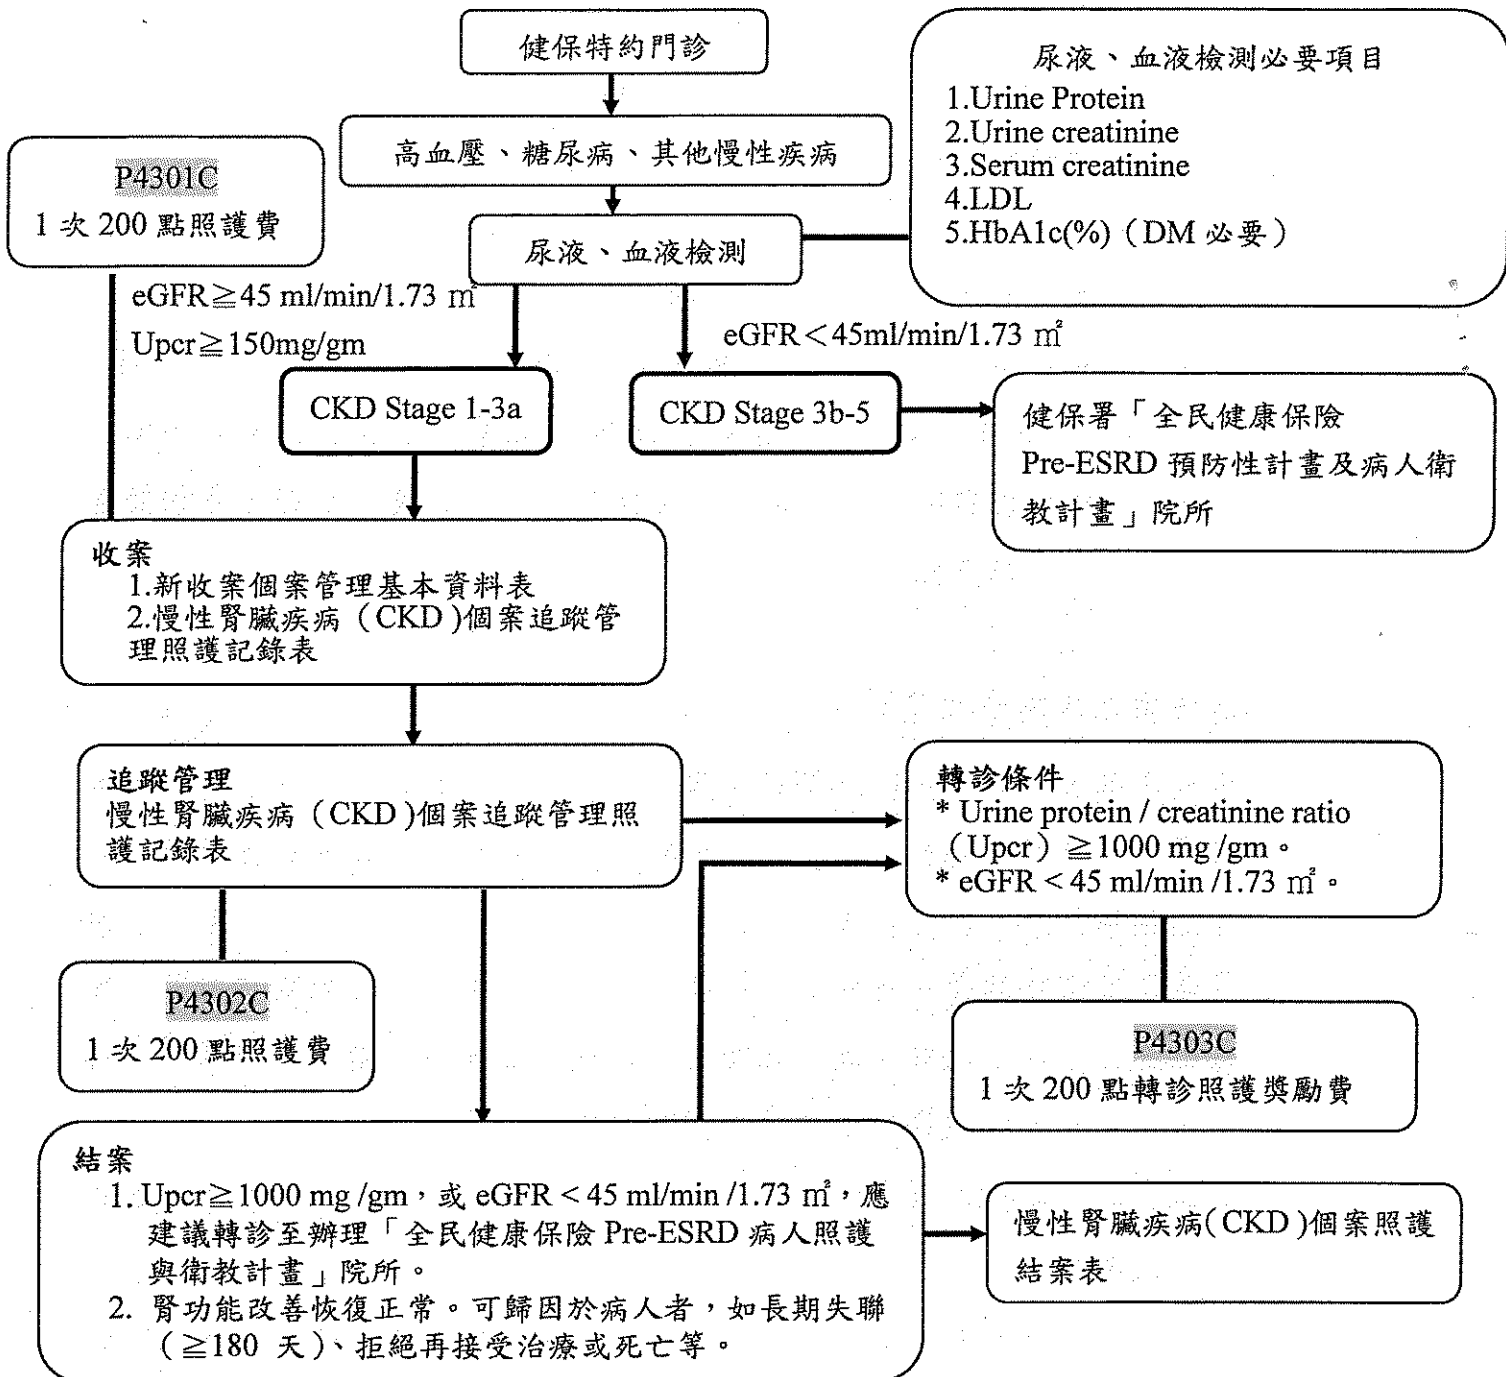 健保特約門診
尿液、血液檢測必要項目
1.Urine Protein
2.Urine creatinine
3.Serum creatinine
4.LDL
5.HbA1c(%)（DM 必要）
高血壓、糖尿病、其他慢性疾病
P4301C
1 次 200 點照護費
尿液、血液檢測
eGFR≧45 ml/min/1.73 ㎡
Upcr≧150mg/gm
eGFR＜45ml/min/1.73 ㎡
CKD Stage 1-3a
CKD Stage 3b-5
健保署「全民健康保險
Pre-ESRD 預防性計畫及病人衛
教計畫」院所
收案
1.新收案個案管理基本資料表
2.慢性腎臟疾病（CKD)個案追蹤管
理照護記錄表
追蹤管理
慢性腎臟疾病（CKD)個案追蹤管理照
護記錄表
轉診條件
* Urine protein / creatinine ratio
（Upcr）≧1000 mg /gm。
* eGFR < 45 ml/min /1.73 ㎡。
P4302C
1 次 200 點照護費
P4303C
1 次 200 點轉診照護獎勵費
結案
1. Upcr≧1000 mg /gm，或 eGFR < 45 ml/min /1.73 ㎡，應
建議轉診至辦理「全民健康保險 Pre-ESRD 病人照護
與衛教計畫」院所。
2. 腎功能改善恢復正常。可歸因於病人者，如長期失聯
（≧180 天）、拒絕再接受治療或死亡等。
慢性腎臟疾病(CKD)個案照護
結案表